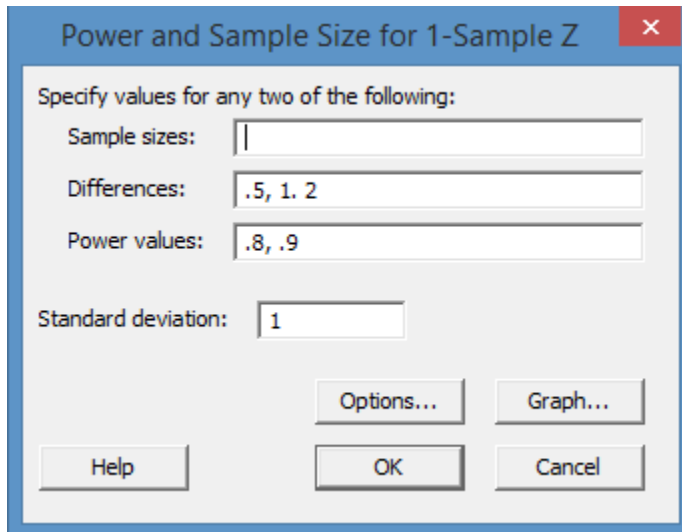 Power and Sample Size for 1-Sample Z
Specify values for any two of the following:
Sample sizes:
Differences: .5, 1. 2
Power values: .8, .9
Standard deviation: 1
Options... Graph...
Help OK Cancel